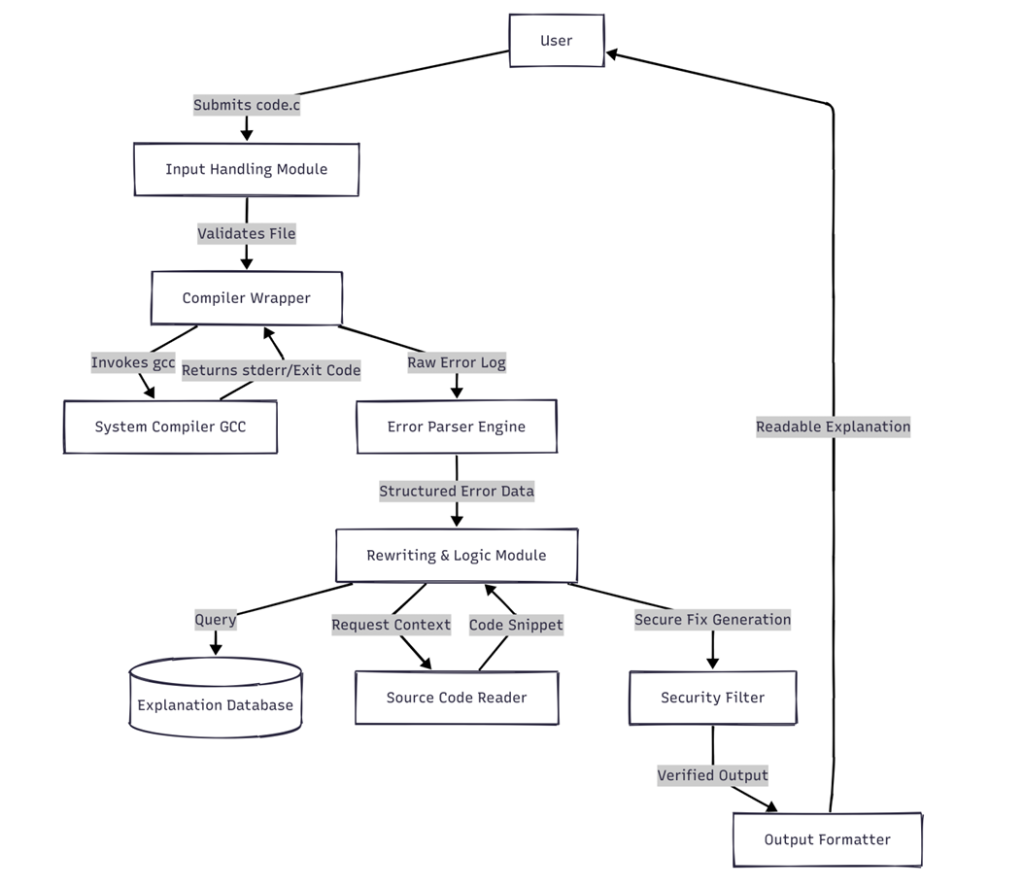 User
Submits code.c
Input Handling Module
Validates File
Compiler Wrapper
Invokes gcc
Returns stderr/Exit Code
Raw Error Log
System Compiler GCC
Error Parser Engine
Readable Explanation
Structured Error Data
Rewriting & Logic Module
Query
Request Context
Code Snippet
Secure Fix Generation
Explanation Database
Source Code Reader
Security Filter
Verified Output
Output Formatter